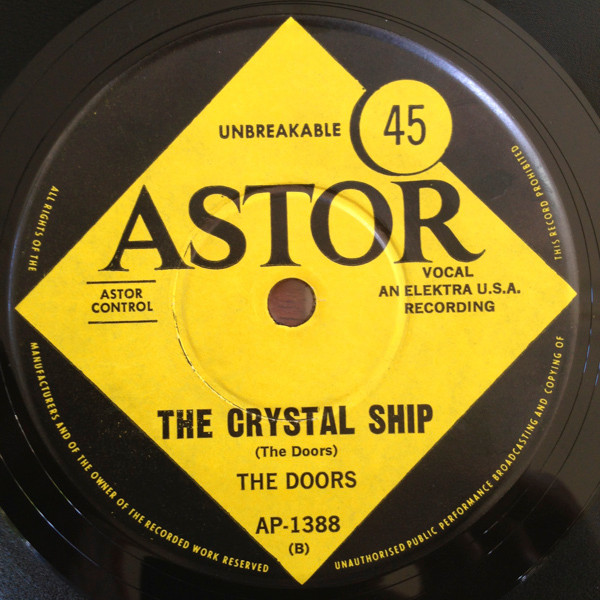 UNBREAKABLE 45
ASTOR
ASTOR
CONTROL
VOCAL
AN ELEKTRA U.S.A.
RECORDING
THE CRYSTAL SHIP
(The Doors)
THE DOORS
AP-1388
(B)
ALL RIGHTS OF THE
MANUFACTURERS AND OF THE OWNER OF THE RECORDED WORK RESERVED
UNAUTHORISED PUBLIC PERFORMANCE BROADCASTING AND COPYING OF
THIS RECORD PROHIBITED